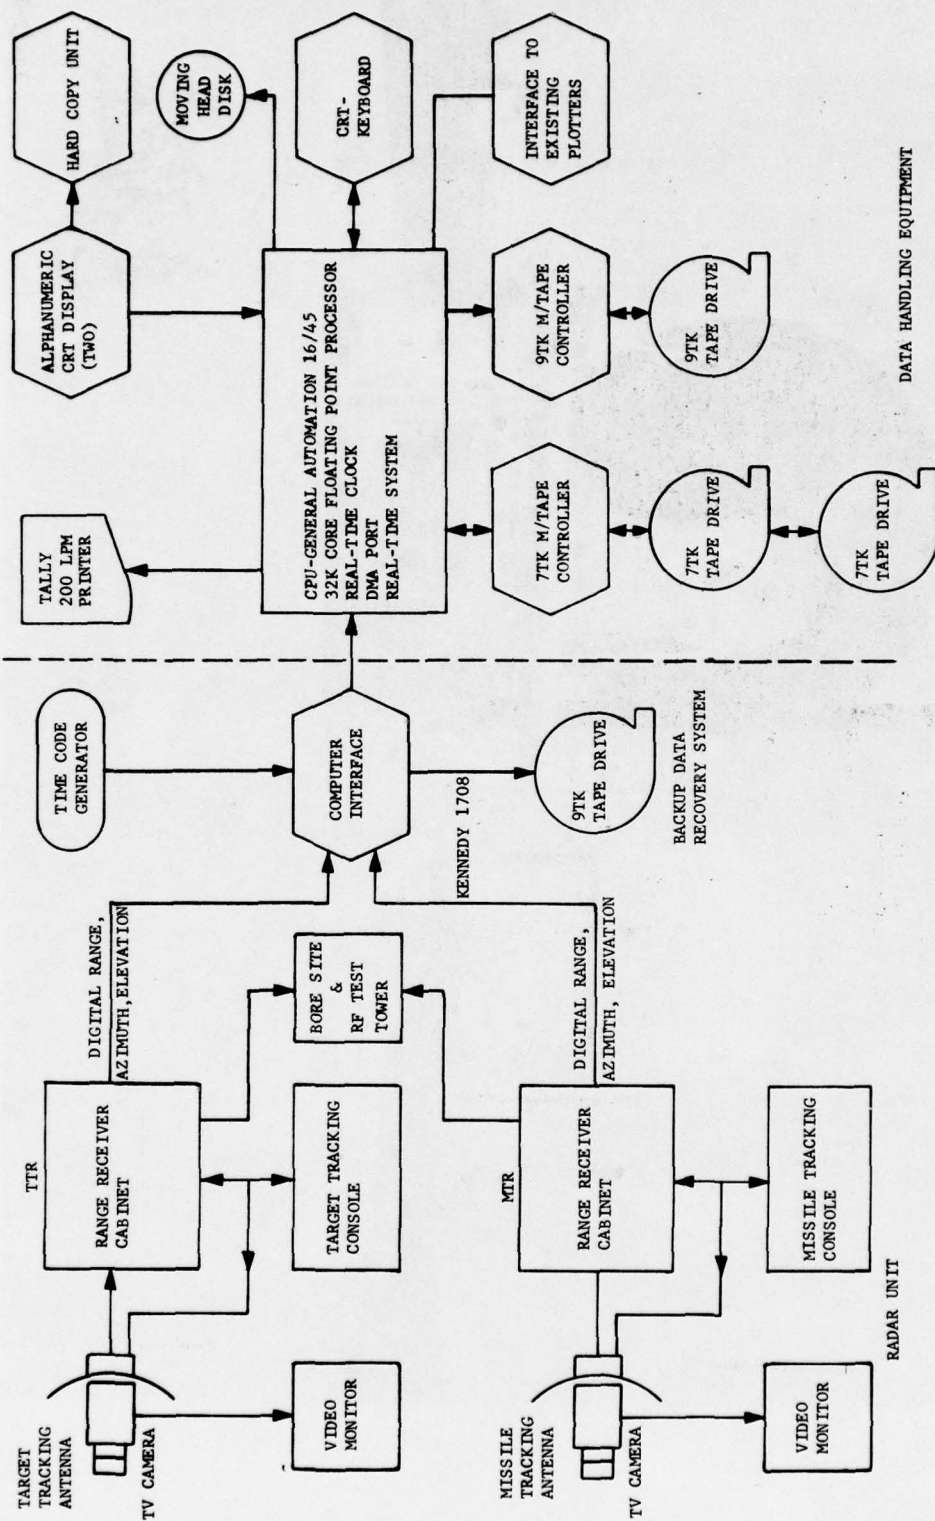 TARGET
TRACKING
ANTENNA
TV CAMERA
VIDEO
MONITOR
TTR
RANGE RECEIVER
CABINET
TARGET TRACKING
CONSOLE
DIGITAL RANGE,
AZIMUTH,ELEVATION
BORE SITE
&
RF TEST
TOWER
MISSILE
TRACKING
ANTENNA
TV CAMERA
VIDEO
MONITOR
MTR
RANGE RECEIVER
CABINET
MISSILE TRACKING
CONSOLE
DIGITAL RANGE,
AZIMUTH, ELEVATION
RADAR UNIT
TIME CODE
GENERATOR
COMPUTER
INTERFACE
KENNEDY 1708
9TK
TAPE DRIVE
BACKUP DATA
RECOVERY SYSTEM
TALLY
200 LPM
PRINTER
ALPHANUMERIC
CRT DISPLAY
(TWO)
HARD COPY UNIT
MOVING
HEAD
DISK
CPU-GENERAL AUTOMATION 16/45
32K CORE FLOATING POINT PROCESSOR
REAL-TIME CLOCK
DMA PORT
REAL-TIME SYSTEM
CRT-
KEYBOARD
INTERFACE TO
EXISTING
PLOTTERS
7TK M/TAPE
CONTROLLER
7TK
TAPE DRIVE
7TK
TAPE DRIVE
9TK M/TAPE
CONTROLLER
9TK
TAPE DRIVE
DATA HANDLING EQUIPMENT